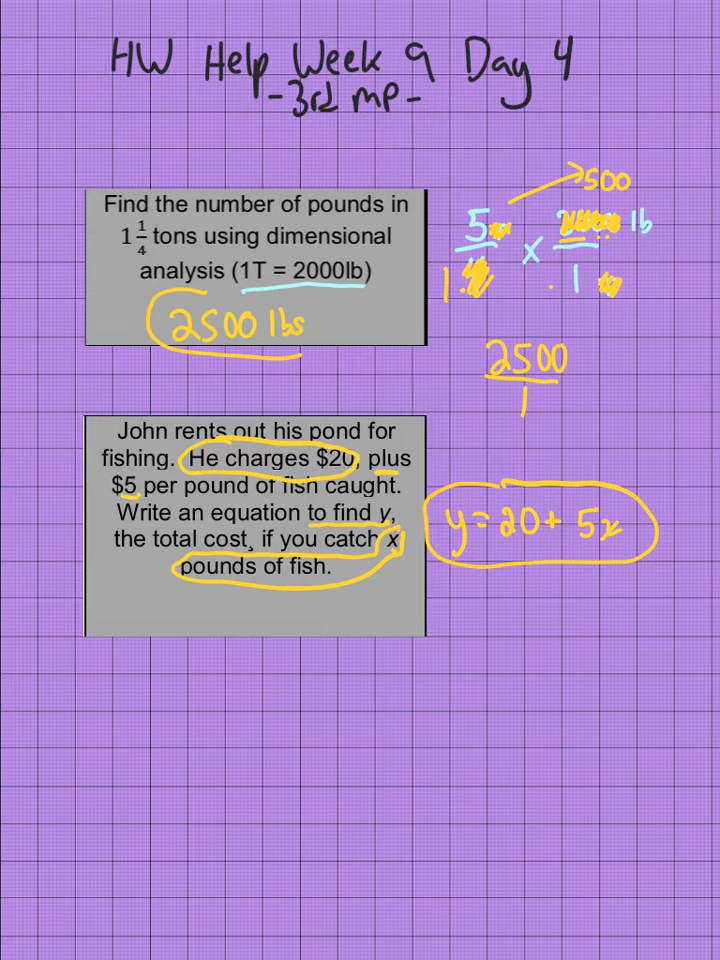 HW Help Week 9 Day 4
-3rd MP-
Find the number of pounds in
1 1/4 tons using dimensional
analysis (1T = 2000lb)
2500 lbs
500
5 x lb
1 1
2500
1
John rents out his pond for
fishing. He charges $20, plus
$5 per pound of fish caught.
Write an equation to find y,
the total cost, if you catch x
pounds of fish.
y = 20 + 5x